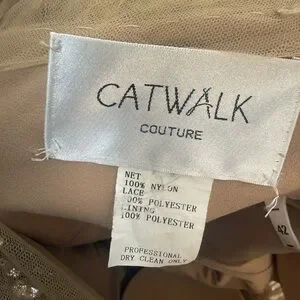 CATWALK
COUTURE
NET
100% NYLON
LACE
100% POLYESTER
LINING
100% POLYESTER
PROFESSIONAL
DRY CLEAN ONLY
42